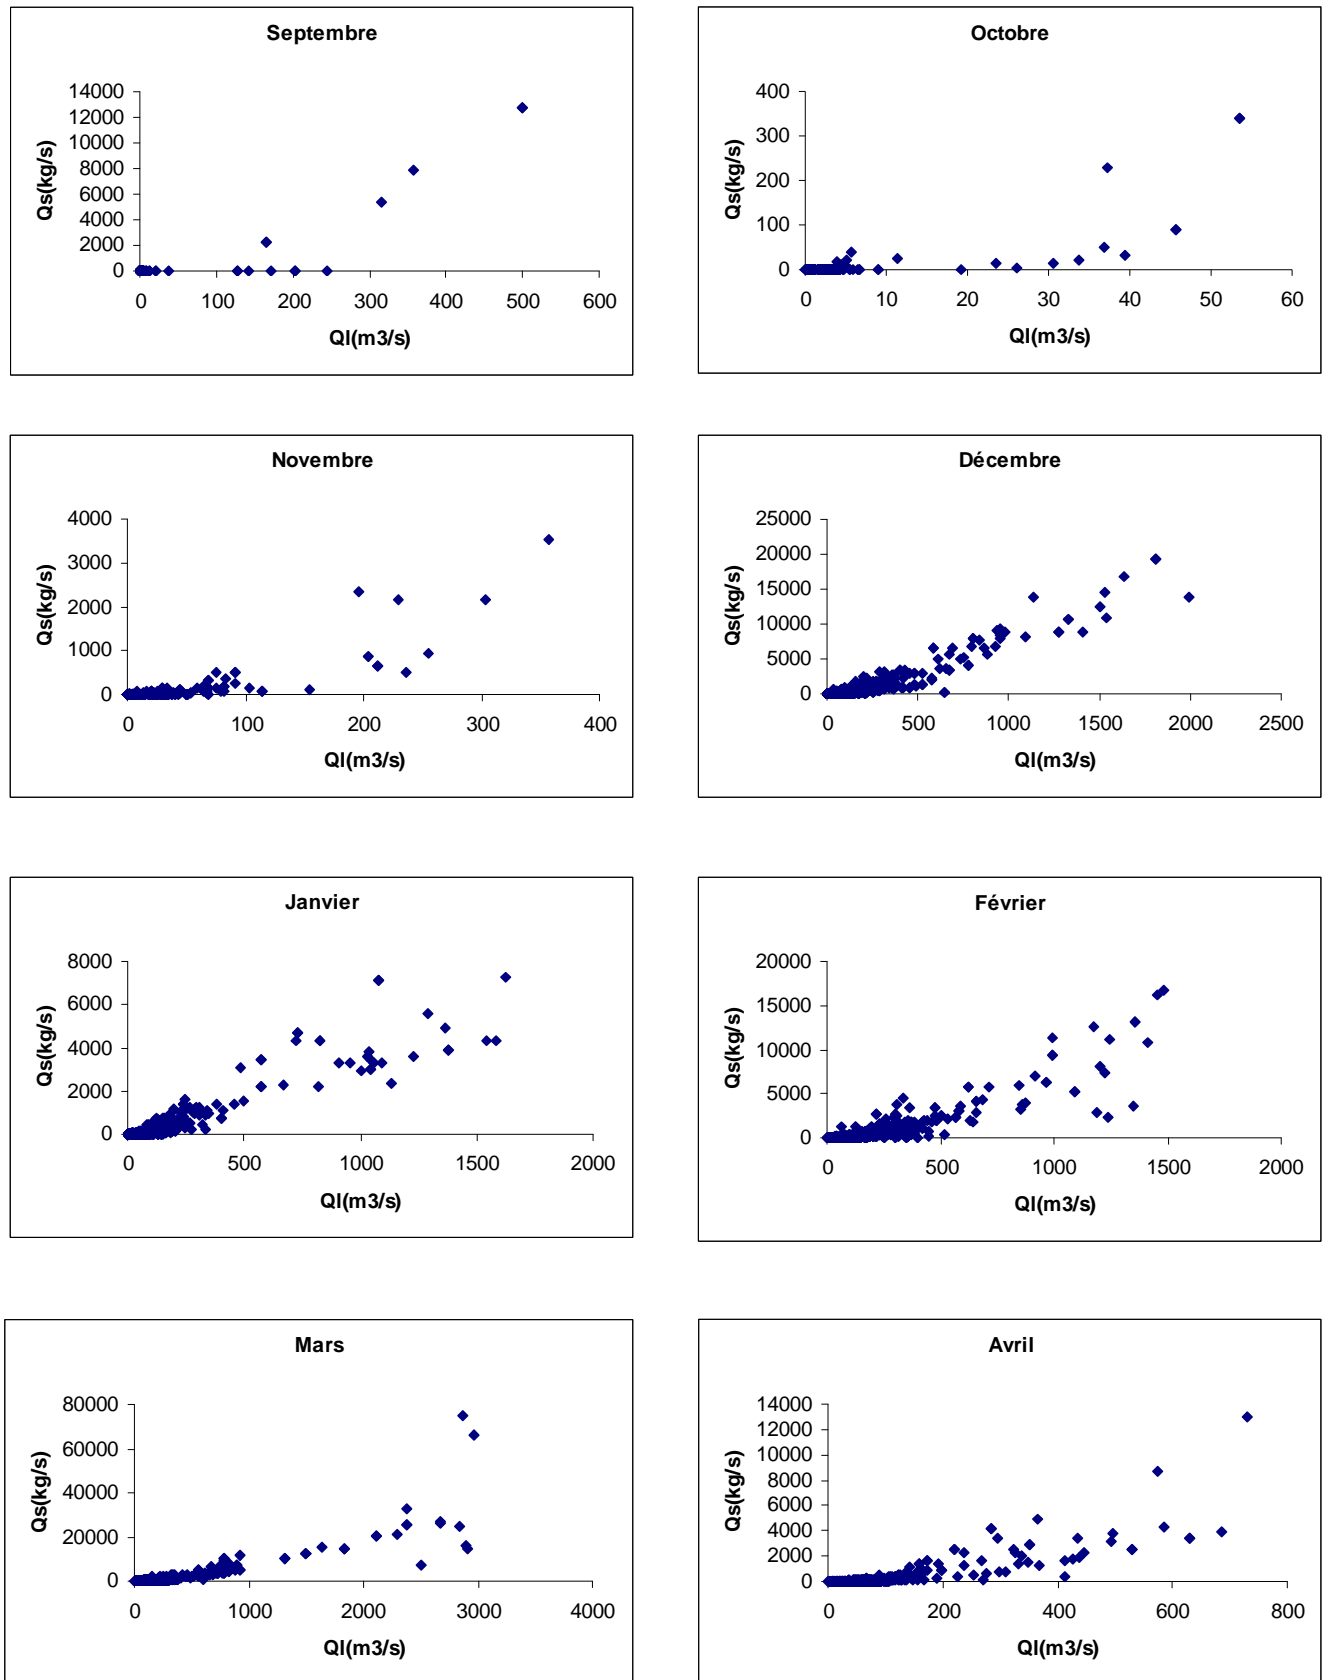 Septembre
14000
12000
10000
8000
6000
4000
2000
0
Qs(kg/s)
0 100 200 300 400 500 600
Ql(m3/s)
Octobre
400
300
200
100
0
Qs(kg/s)
0 10 20 30 40 50 60
Ql(m3/s)
Novembre
4000
3000
2000
1000
0
Qs(kg/s)
0 100 200 300 400
Ql(m3/s)
Décembre
25000
20000
15000
10000
5000
0
Qs(kg/s)
0 500 1000 1500 2000 2500
Ql(m3/s)
Janvier
8000
6000
4000
2000
0
Qs(kg/s)
0 500 1000 1500 2000
Ql(m3/s)
Février
20000
15000
10000
5000
0
Qs(kg/s)
0 500 1000 1500 2000
Ql(m3/s)
Mars
80000
60000
40000
20000
0
Qs(kg/s)
0 1000 2000 3000 4000
Ql(m3/s)
Avril
14000
12000
10000
8000
6000
4000
2000
0
Qs(kg/s)
0 200 400 600 800
Ql(m3/s)